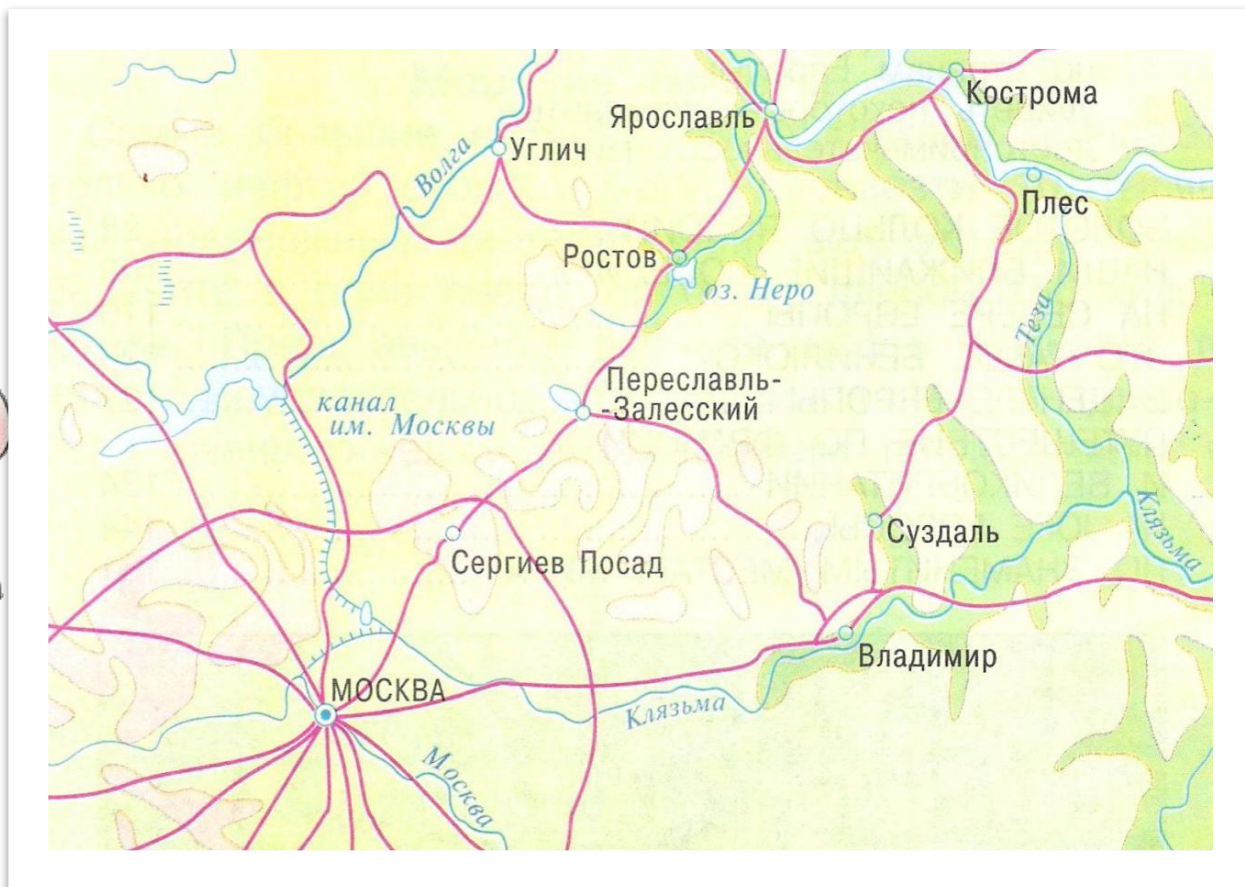 Кострома
Ярославль
Волга
Углич
Плес
Ростов
оз. Неро
Теза
Переславль-
-Залесский
канал
им. Москвы
Клязьма
Суздаль
Сергиев Посад
Владимир
МОСКВА
Клязьма
Москва